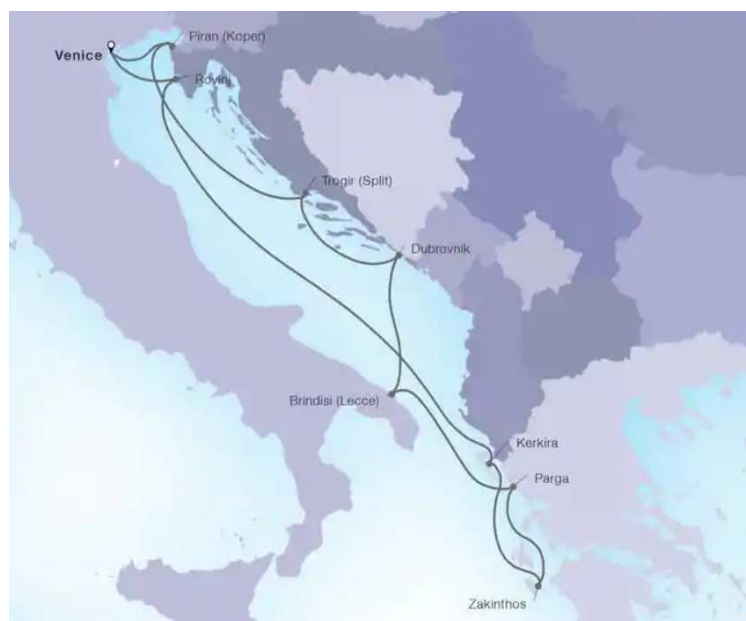 Piran (Koper)
Venice
Rovinj
Trogir (Split)
Dubrovnik
Brindisi (Lecce)
Kerkira
Parga
Zakinthos